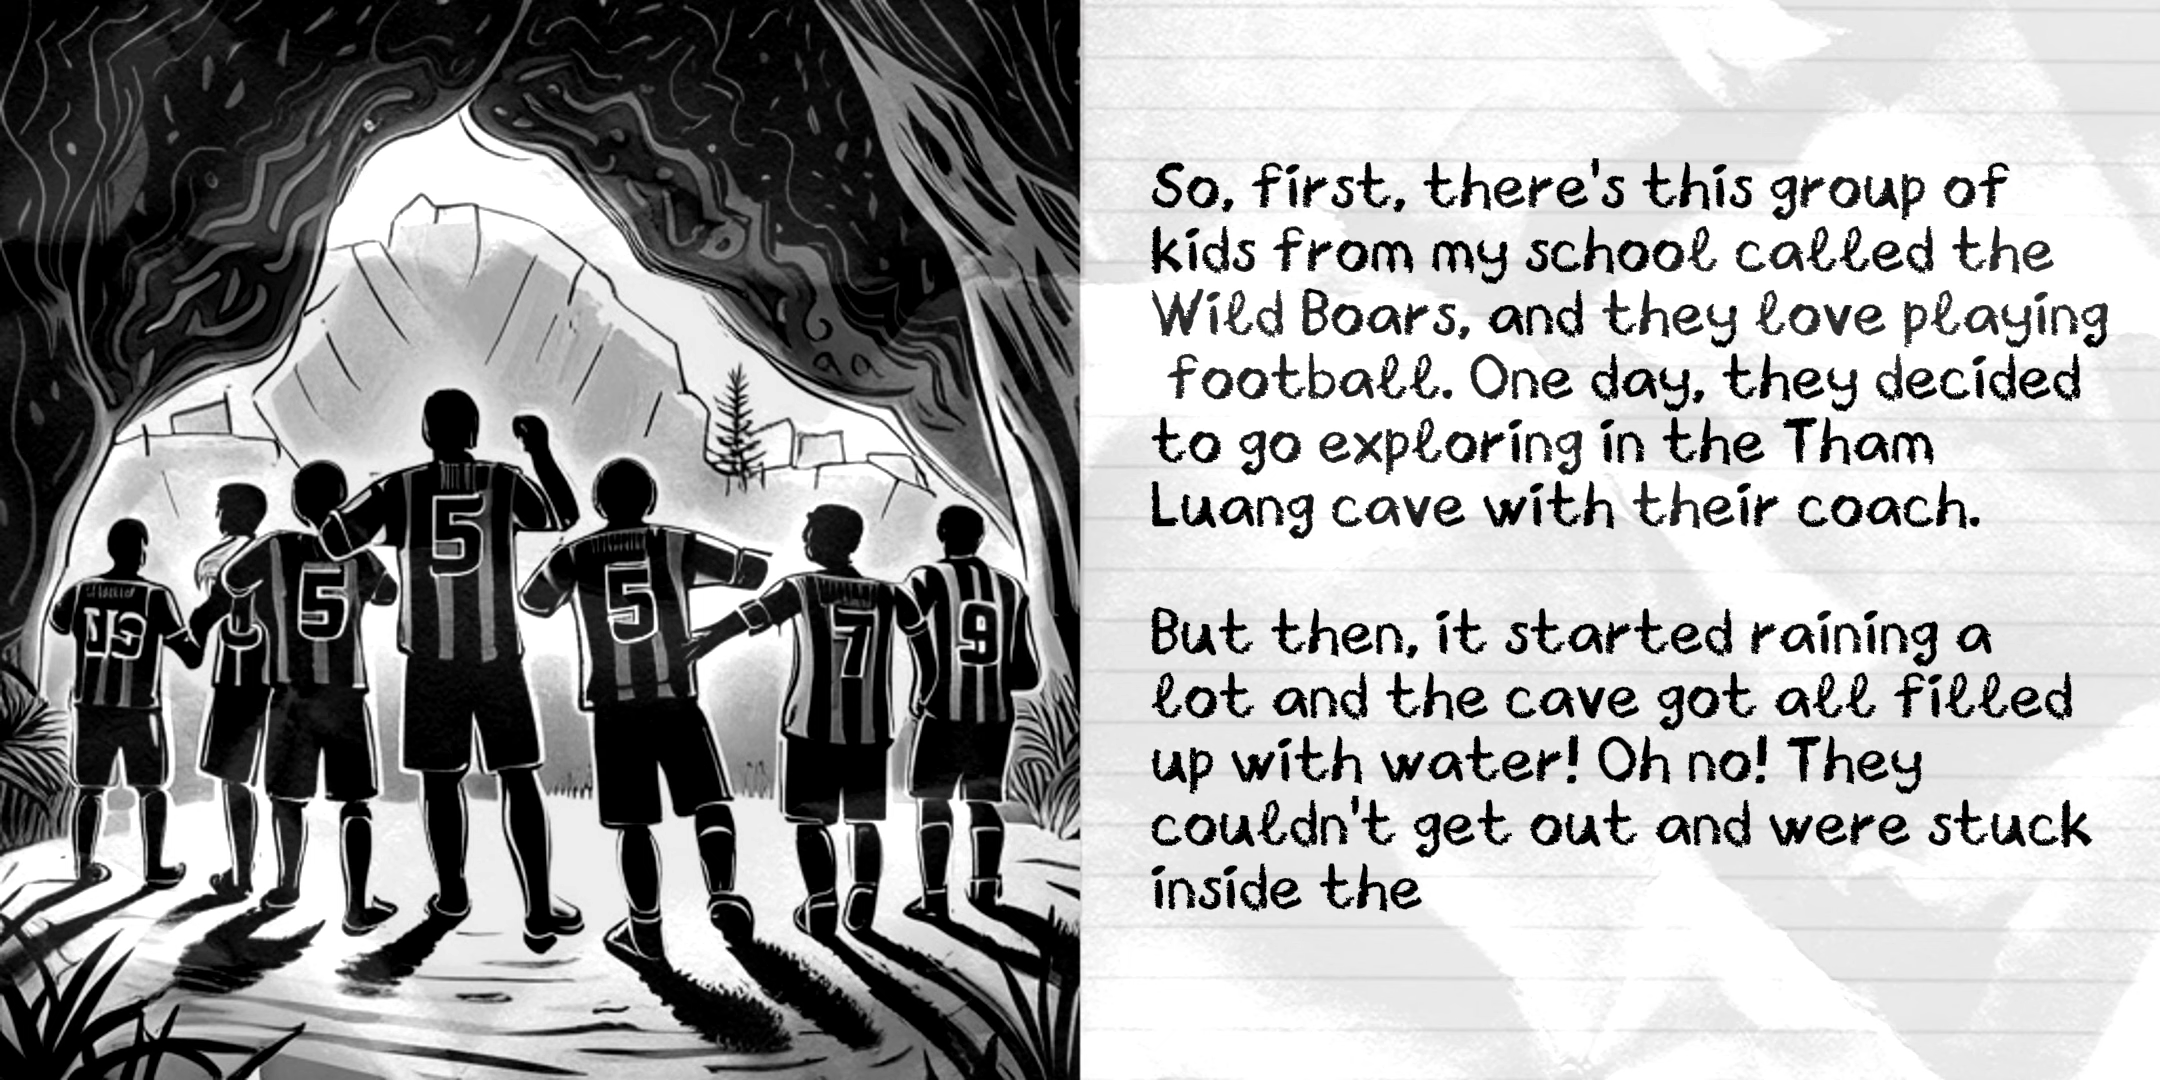 5
5
5
7
9
So, first, there's this group of
kids from my school called the
Wild Boars, and they love playing
football. One day, they decided
to go exploring in the Tham
Luang cave with their coach.
But then, it started raining a
lot and the cave got all filled
up with water! Oh no! They
couldn't get out and were stuck
inside the